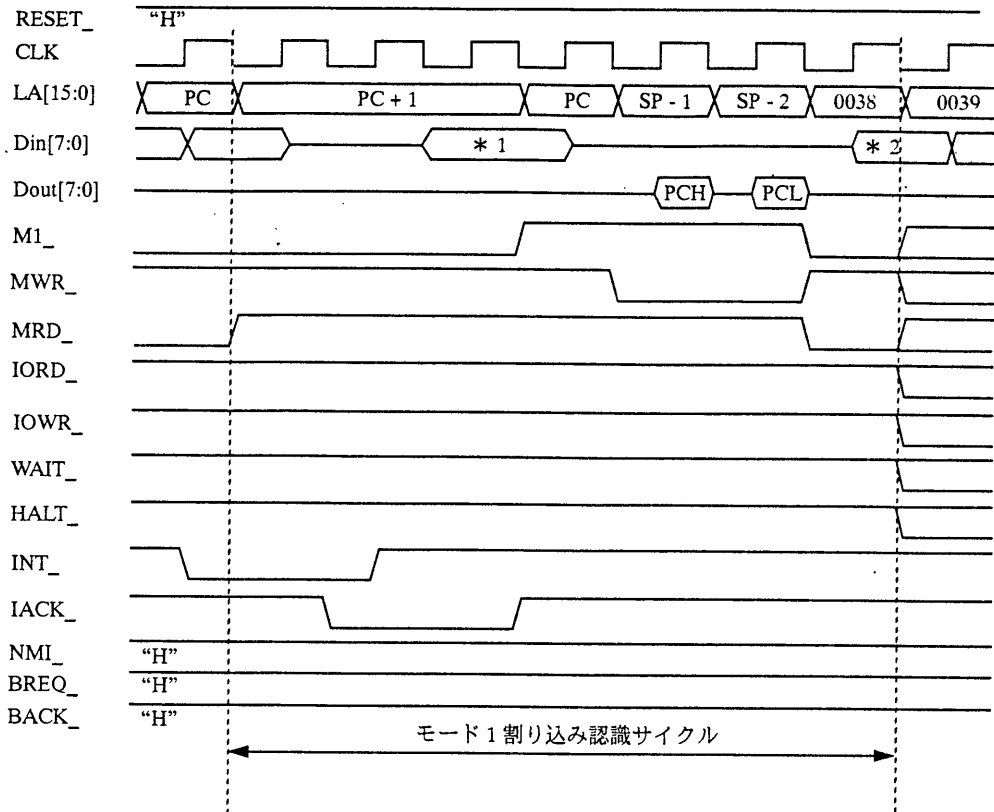 RESET_ “H”
CLK
LA[15:0] PC PC + 1 PC SP - 1 SP - 2 0038 0039
Din[7:0] *1 *2
Dout[7:0] PCH PCL
M1_
MWR_
MRD_
IORD_
IOWR_
WAIT_
HALT_
INT_
IACK_
NMI_ “H”
BREQ_ “H”
BACK_ “H”
モード1割り込み認識サイクル